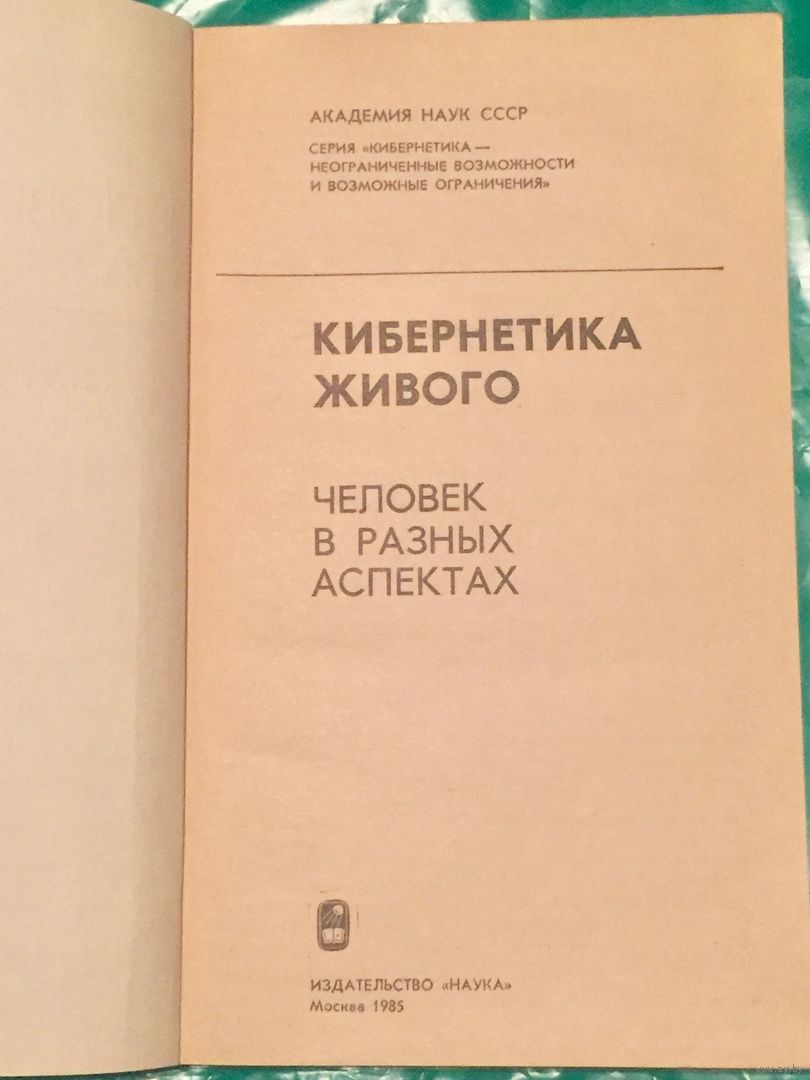 АКАДЕМИЯ НАУК СССР
СЕРИЯ «КИБЕРНЕТИКА —
НЕОГРАНИЧЕННЫЕ ВОЗМОЖНОСТИ
И ВОЗМОЖНЫЕ ОГРАНИЧЕНИЯ»
КИБЕРНЕТИКА
ЖИВОГО
ЧЕЛОВЕК
В РАЗНЫХ
АСПЕКТАХ
ИЗДАТЕЛЬСТВО «НАУКА»
Москва 1985